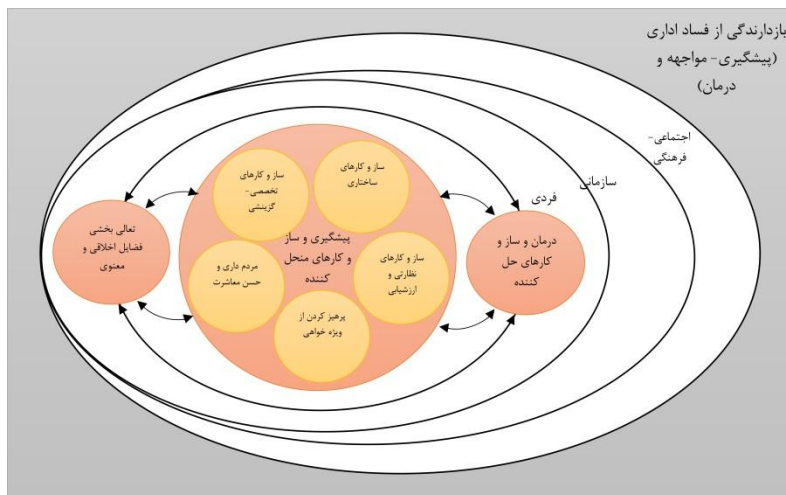 بازدارندگی از فساد اداری
(پیشگیری- مواجهه و
درمان)
اجتماعی-
فرهنگی
سازمانی
فردی
درمان و ساز و
کارهای حل
کننده
ساز و کارهای
ساختاری
ساز و کارهای
تخصصی-
گزینشی
پیشگیری و ساز
و کارهای منحل
کننده
ساز و کارهای
نظارتی و
ارزشیابی
مردم داری و
حسن معاشرت
پرهیز کردن از
ویژه خواهی
تعالی بخشی
فضایل اخلاقی و
معنوی